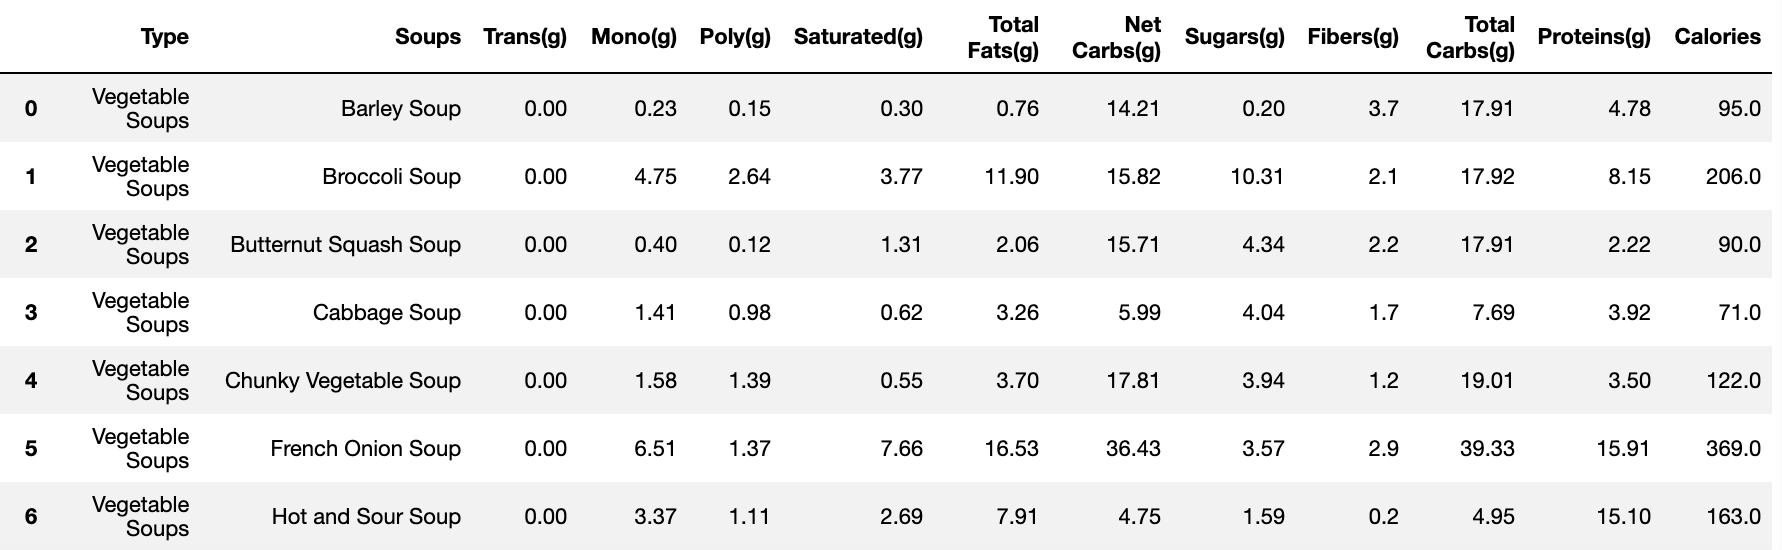 Type Soups Trans(g) Mono(g) Poly(g) Saturated(g) Total Fats(g) Net Carbs(g) Sugars(g) Fibers(g) Total Carbs(g) Proteins(g) Calories
0 Vegetable Soups Barley Soup 0.00 0.23 0.15 0.30 0.76 14.21 0.20 3.7 17.91 4.78 95.0
1 Vegetable Soups Broccoli Soup 0.00 4.75 2.64 3.77 11.90 15.82 10.31 2.1 17.92 8.15 206.0
2 Vegetable Soups Butternut Squash Soup 0.00 0.40 0.12 1.31 2.06 15.71 4.34 2.2 17.91 2.22 90.0
3 Vegetable Soups Cabbage Soup 0.00 1.41 0.98 0.62 3.26 5.99 4.04 1.7 7.69 3.92 71.0
4 Vegetable Soups Chunky Vegetable Soup 0.00 1.58 1.39 0.55 3.70 17.81 3.94 1.2 19.01 3.50 122.0
5 Vegetable Soups French Onion Soup 0.00 6.51 1.37 7.66 16.53 36.43 3.57 2.9 39.33 15.91 369.0
6 Vegetable Soups Hot and Sour Soup 0.00 3.37 1.11 2.69 7.91 4.75 1.59 0.2 4.95 15.10 163.0